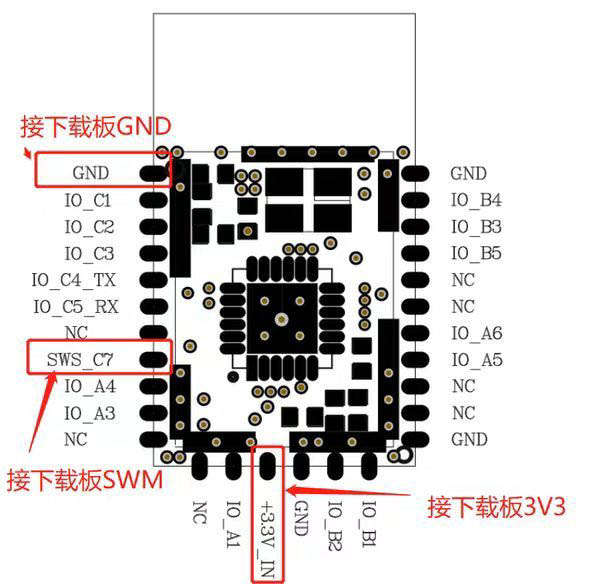 接下载板GND
GND
IO_C1
IO_C2
IO_C3
IO_C4_TX
IO_C5_RX
NC
SWS_C7
IO_A4
IO_A3
NC
接下载板SWM
GND
IO_B4
IO_B3
IO_B5
NC
NC
IO_A6
IO_A5
NC
NC
GND
接下载板3V3
NC
IO_A1
+3.3V_IN
GND
IO_B2
IO_B1